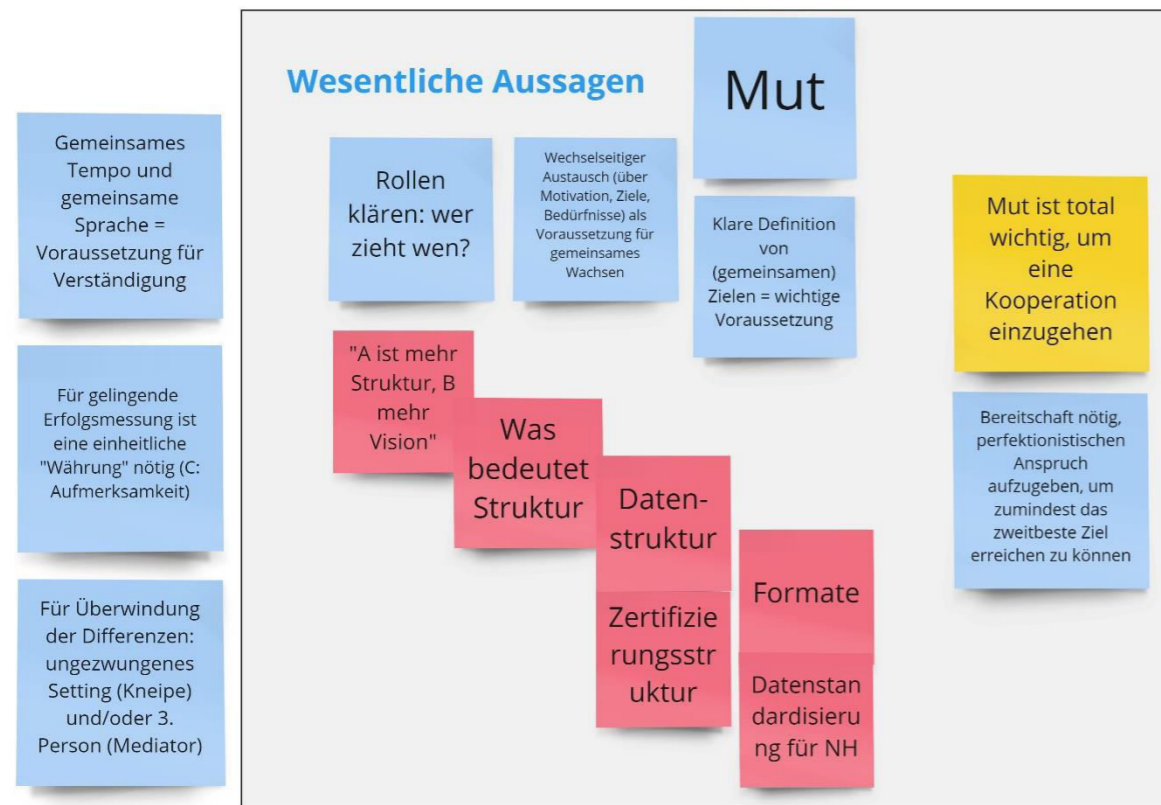 Gemeinsames
Tempo und
gemeinsame
Sprache =
Voraussetzung für
Verständigung
Für gelingende
Erfolgsmessung ist
eine einheitliche
"Währung" nötig (C:
Aufmerksamkeit)
Für Überwindung
der Differenzen:
ungezwungenes
Setting (Kneipe)
und/oder 3.
Person (Mediator)
Wesentliche Aussagen
Mut
Rollen
klären: wer
zieht wen?
Wechselseitiger
Austausch (über
Motivation, Ziele,
Bedürfnisse) als
Voraussetzung für
gemeinsames
Wachsen
Klare Definition
von
(gemeinsamen)
Zielen = wichtige
Voraussetzung
"A ist mehr
Struktur, B
mehr
Vision"
Was
bedeutet
Struktur
Daten-
struktur
Zertifizie
rungsstr
uktur
Formate
Datenstan
dardisieru
ng für NH
Mut ist total
wichtig, um
eine
Kooperation
einzugehen
Bereitschaft nötig,
perfektionistischen
Anspruch
aufzugeben, um
zumindest das
zweitbeste Ziel
erreichen zu können